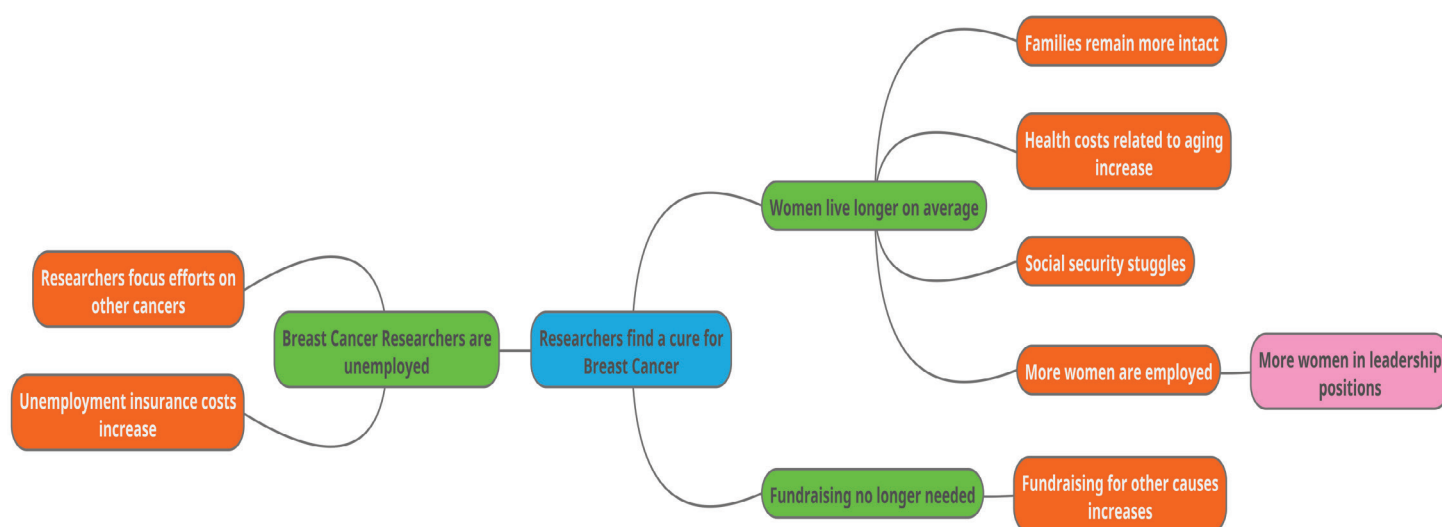 Families remain more intact
Health costs related to aging
increase
Women live longer on average
Social security stuggles
Researchers focus efforts on
other cancers
Breast Cancer Researchers are
unemployed
Researchers find a cure for
Breast Cancer
More women are employed
More women in leadership
positions
Unemployment insurance costs
increase
Fundraising no longer needed
Fundraising for other causes
increases